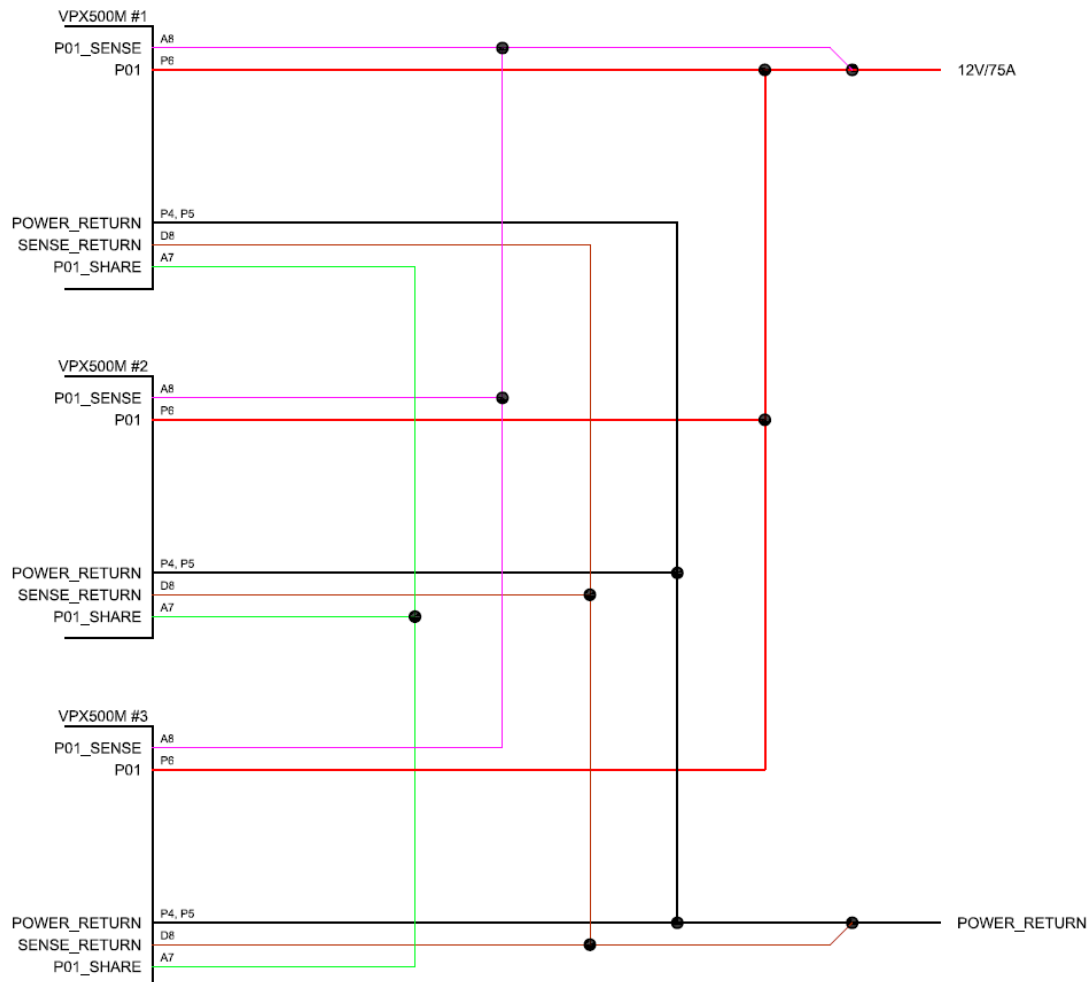 VPX500M #1
P01_SENSE A8
P01 P6 12V/75A
POWER_RETURN P4, P5
SENSE_RETURN D8
P01_SHARE A7
VPX500M #2
P01_SENSE A8
P01 P6
POWER_RETURN P4, P5
SENSE_RETURN D8
P01_SHARE A7
VPX500M #3
P01_SENSE A8
P01 P6
POWER_RETURN P4, P5 POWER_RETURN
SENSE_RETURN D8
P01_SHARE A7